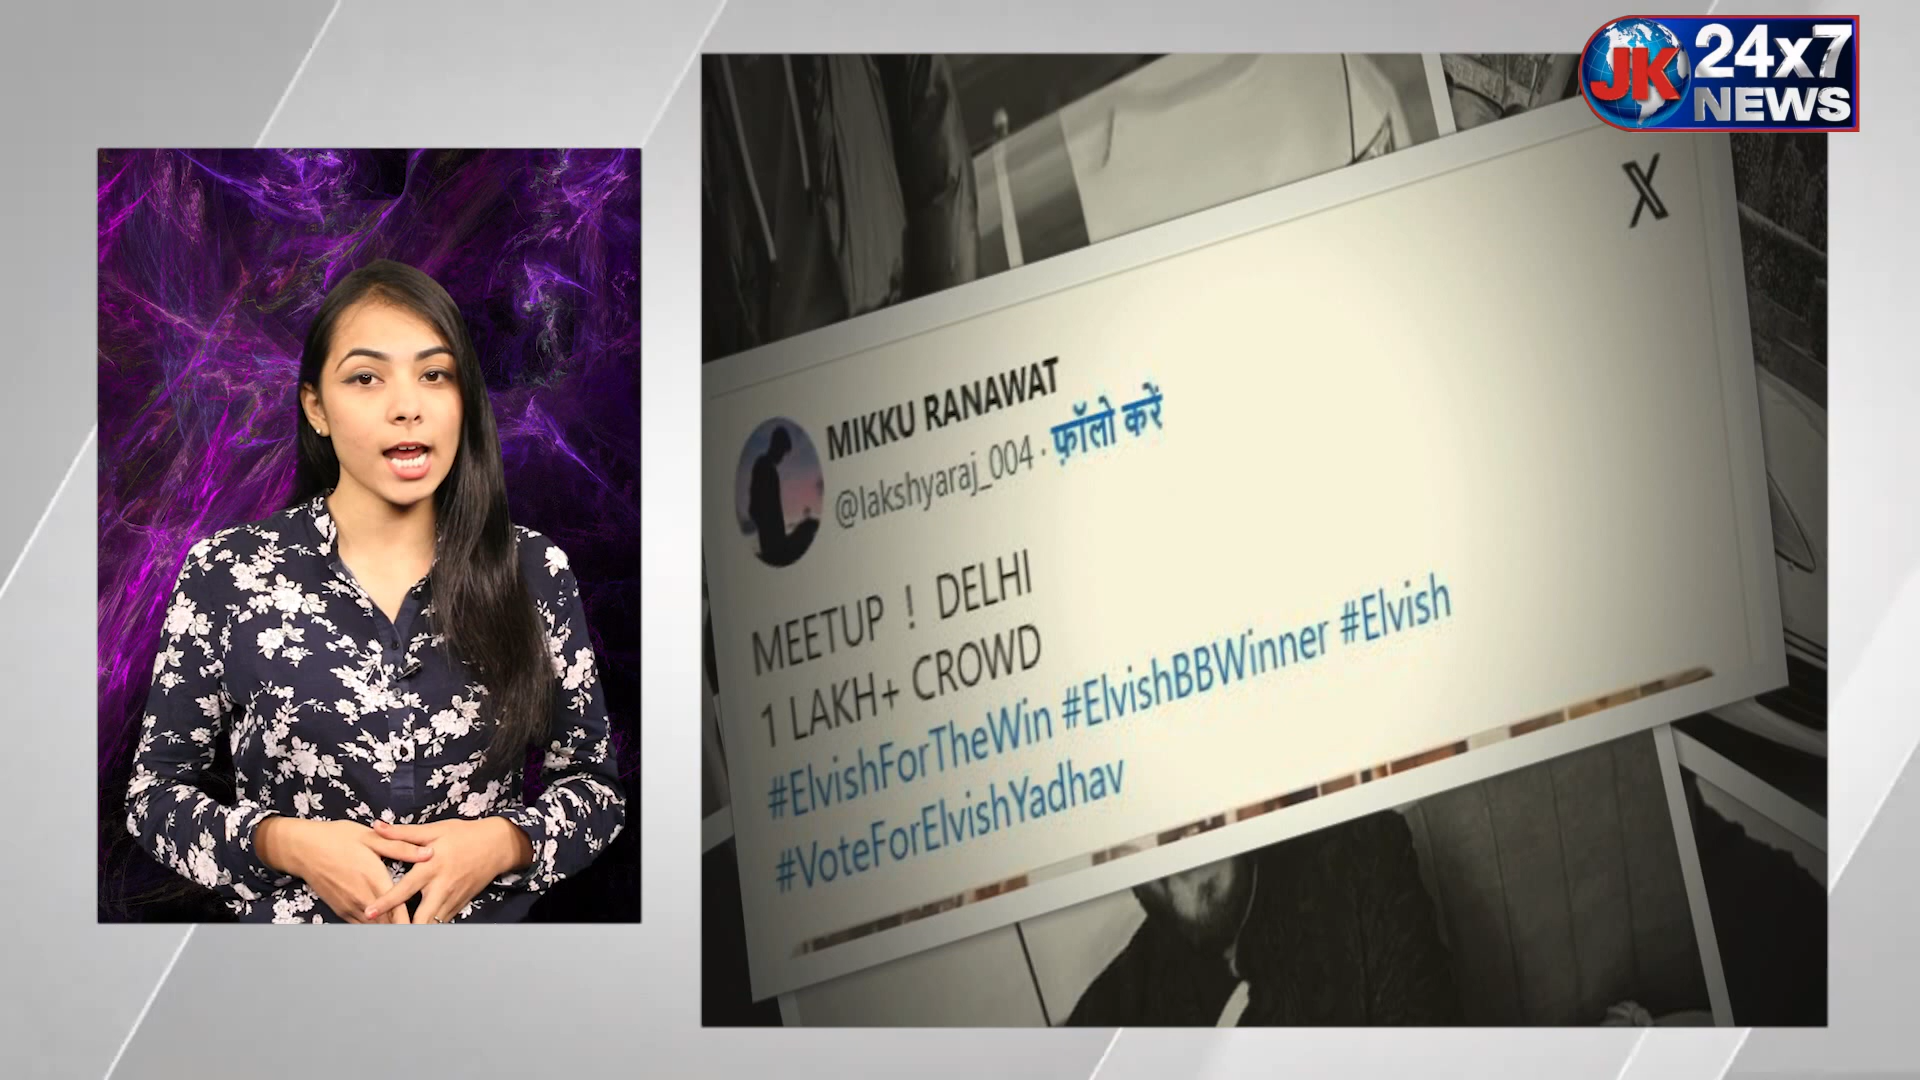 JK 24x7
NEWS
X
MIKKU RANAWAT
@lakshyaraj_004 · फ़ॉलो करें
MEETUP ! DELHI
1 LAKH+ CROWD
#ElvishForTheWin #ElvishBBWinner #Elvish
#VoteForElvishYadhav